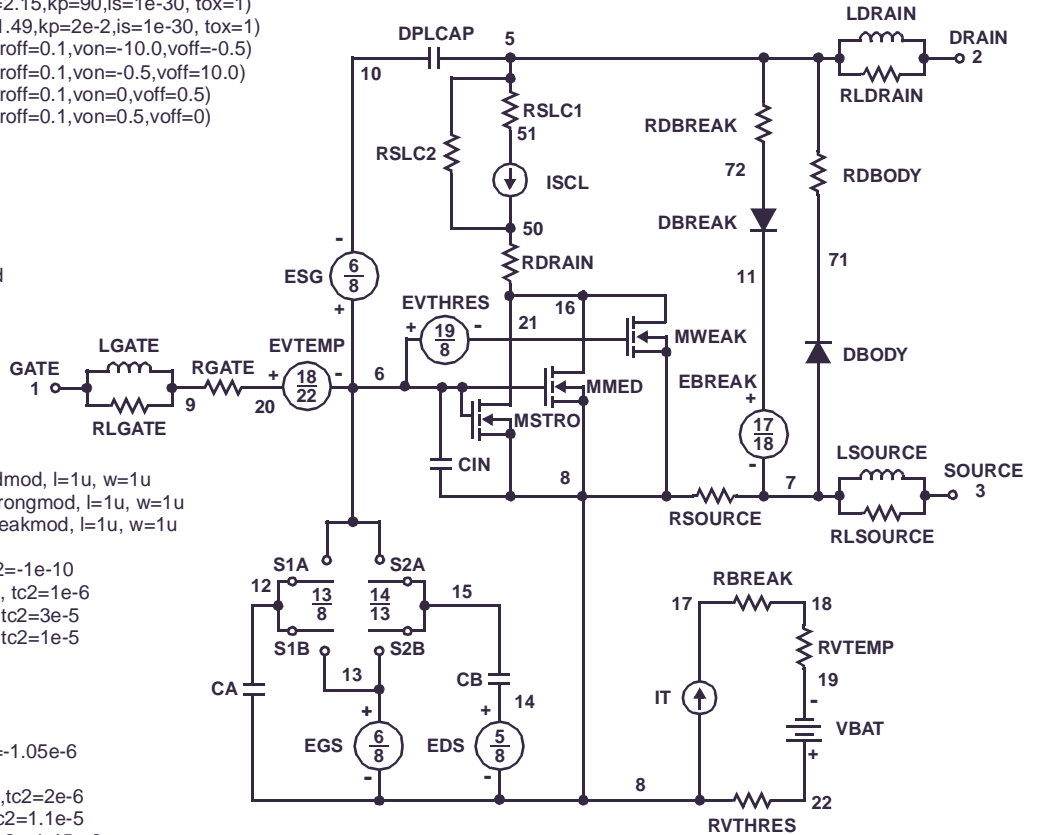 =2.15,kp=90,is=1e-30, tox=1)
1.49,kp=2e-2,is=1e-30, tox=1)
roff=0.1,von=-10.0,voff=-0.5)
roff=0.1,von=-0.5,voff=10.0)
roff=0.1,von=0,voff=0.5)
roff=0.1,von=0.5,voff=0)
DPLCAP
5
10
LDRAIN
DRAIN
2
RLDRAIN
RSLC1
51
RSLC2
ISCL
50
RDBREAK
72
RDBODY
DBREAK
71
11
RDRAIN
ESG
-
6
8
+
EVTHRES
+
19
8
-
21
16
MWEAK
LGATE
GATE
1
RLGATE
9
RGATE
20
EVTEMP
+
18
22
-
6
MMED
MSTRO
EBREAK
+
17
18
-
DBODY
CIN
8
LSOURCE
SOURCE
3
7
RSOURCE
RLSOURCE
dmod, l=1u, w=1u
rongmod, l=1u, w=1u
eakmod, l=1u, w=1u
2=-1e-10
, tc2=1e-6
tc2=3e-5
tc2=1e-5
S1A
S2A
12
13
8
14
13
15
S1B
S2B
13
CA
CB
14
EGS
+
6
8
-
EDS
+
5
8
-
8
RBREAK
17
18
RVTEMP
19
IT
-
VBAT
+
22
RVTHRES
=-1.05e-6
,tc2=2e-6
c2=1.1e-5